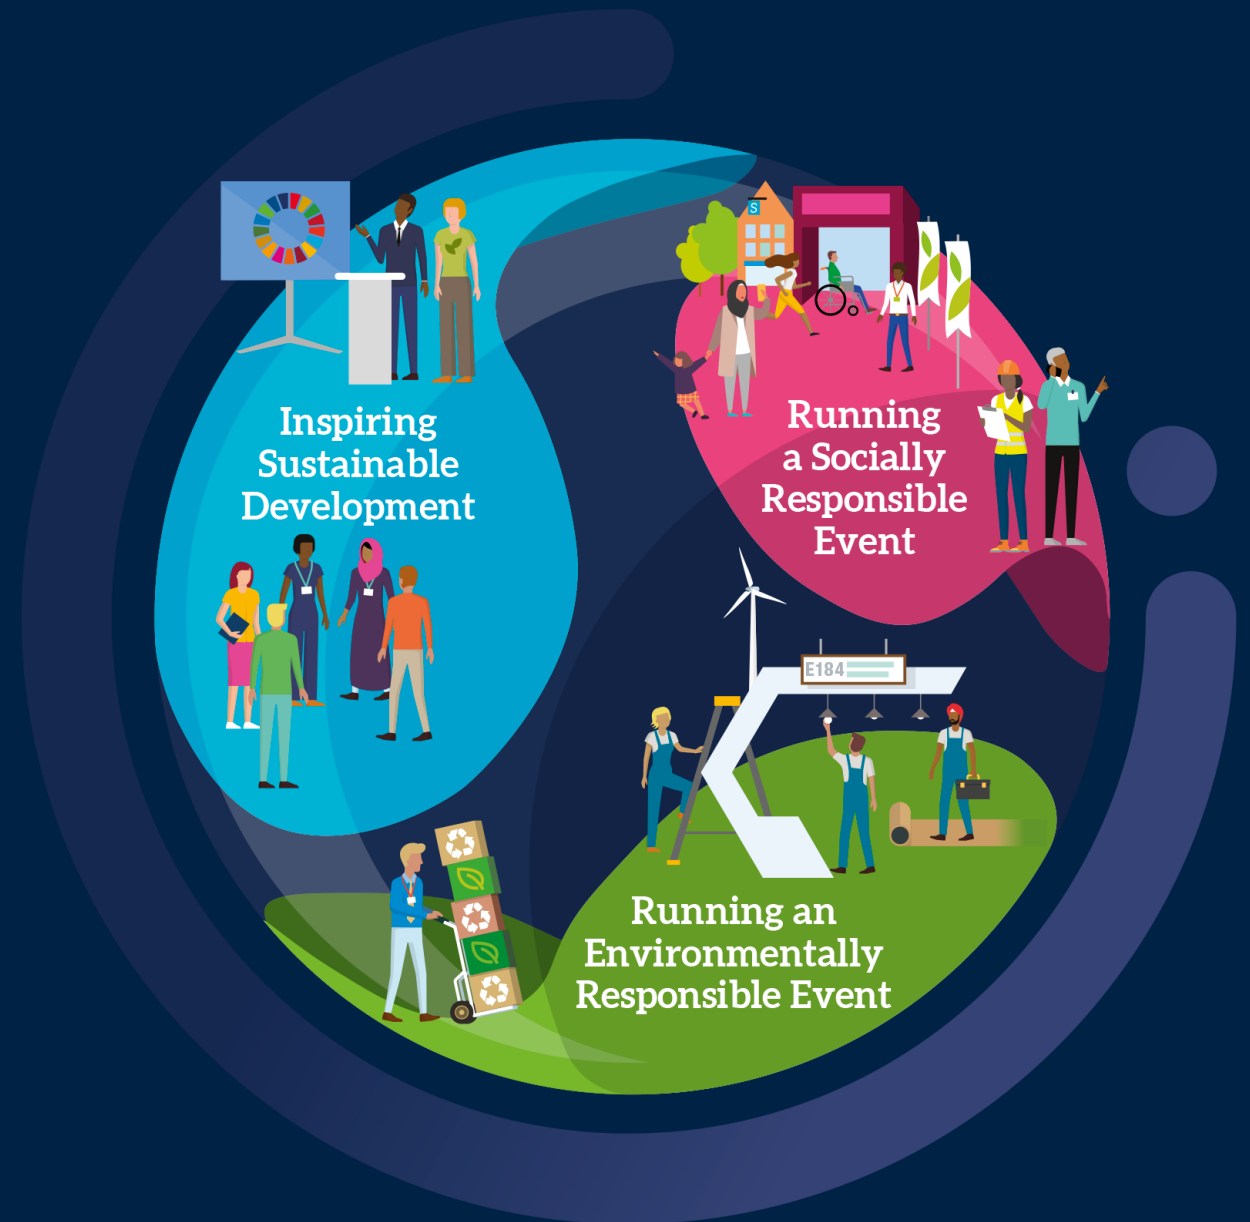 Inspiring
Sustainable
Development
S
Running
a Socially
Responsible
Event
E184
Running an
Environmentally
Responsible Event